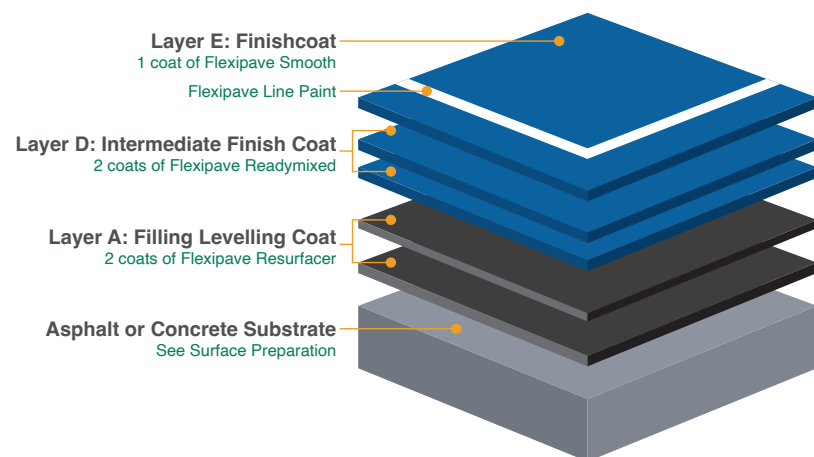 Layer E: Finishcoat
1 coat of Flexipave Smooth
Flexipave Line Paint
Layer D: Intermediate Finish Coat
2 coats of Flexipave Readymixed
Layer A: Filling Levelling Coat
2 coats of Flexipave Resurfacer
Asphalt or Concrete Substrate
See Surface Preparation